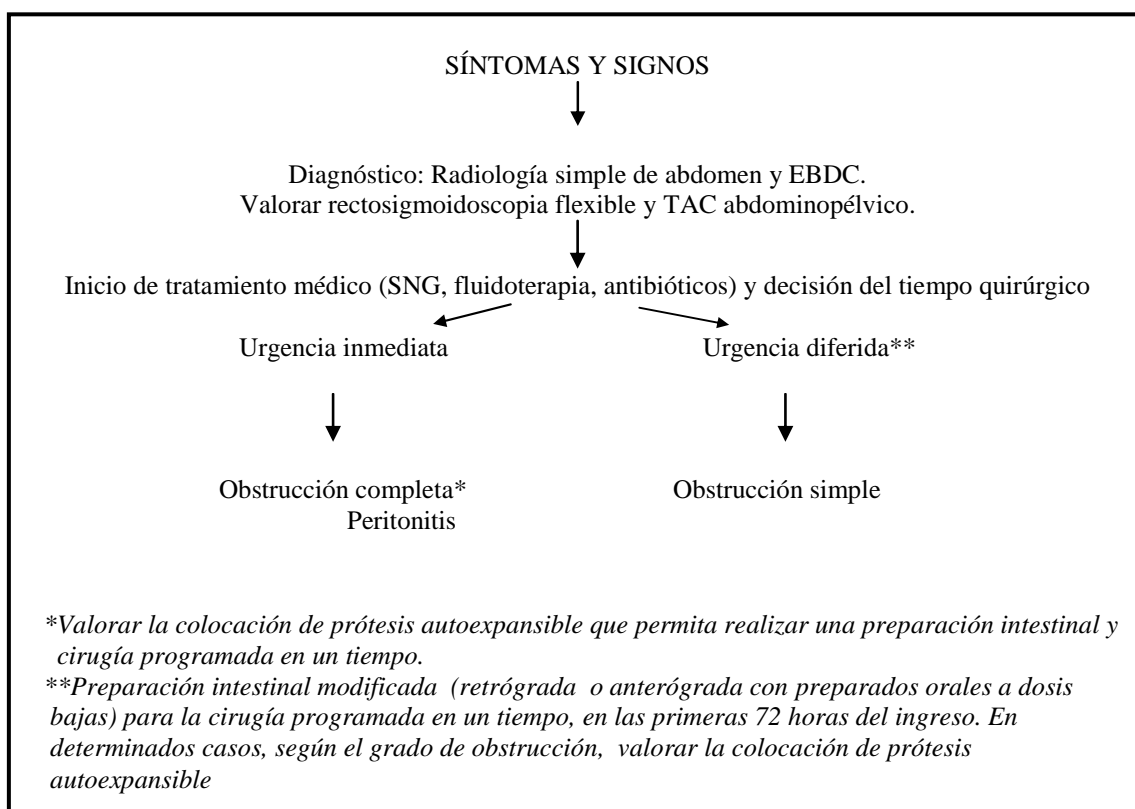 SÍNTOMAS Y SIGNOS
Diagnóstico: Radiología simple de abdomen y EBDC.
Valorar rectosigmoidoscopia flexible y TAC abdominopélvico.
Inicio de tratamiento médico (SNG, fluidoterapia, antibióticos) y decisión del tiempo quirúrgico
Urgencia inmediata
Urgencia diferida**
Obstrucción completa*
Peritonitis
Obstrucción simple
*Valorar la colocación de prótesis autoexpansible que permita realizar una preparación intestinal y
cirugía programada en un tiempo.
**Preparación intestinal modificada (retrógrada o anterógrada con preparados orales a dosis
bajas) para la cirugía programada en un tiempo, en las primeras 72 horas del ingreso. En
determinados casos, según el grado de obstrucción, valorar la colocación de prótesis
autoexpansible